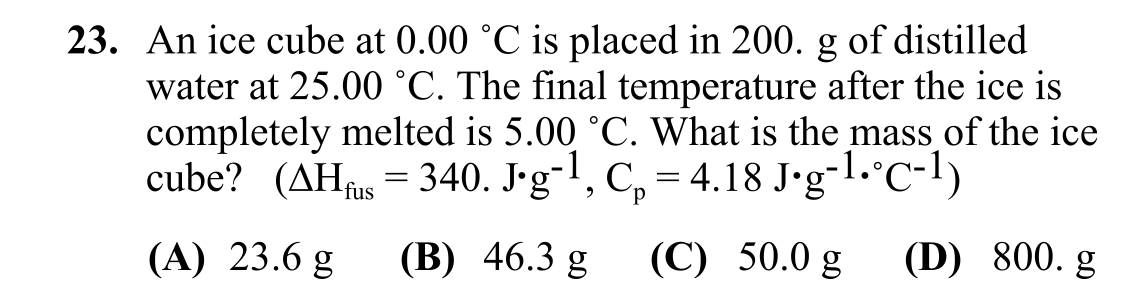 23. An ice cube at 0.00 °C is placed in 200. g of distilled
water at 25.00 °C. The final temperature after the ice is
completely melted is 5.00 °C. What is the mass of the ice
cube? (ΔH_fus = 340. J·g⁻¹, C_p = 4.18 J·g⁻¹·°C⁻¹)
(A) 23.6 g (B) 46.3 g (C) 50.0 g (D) 800. g